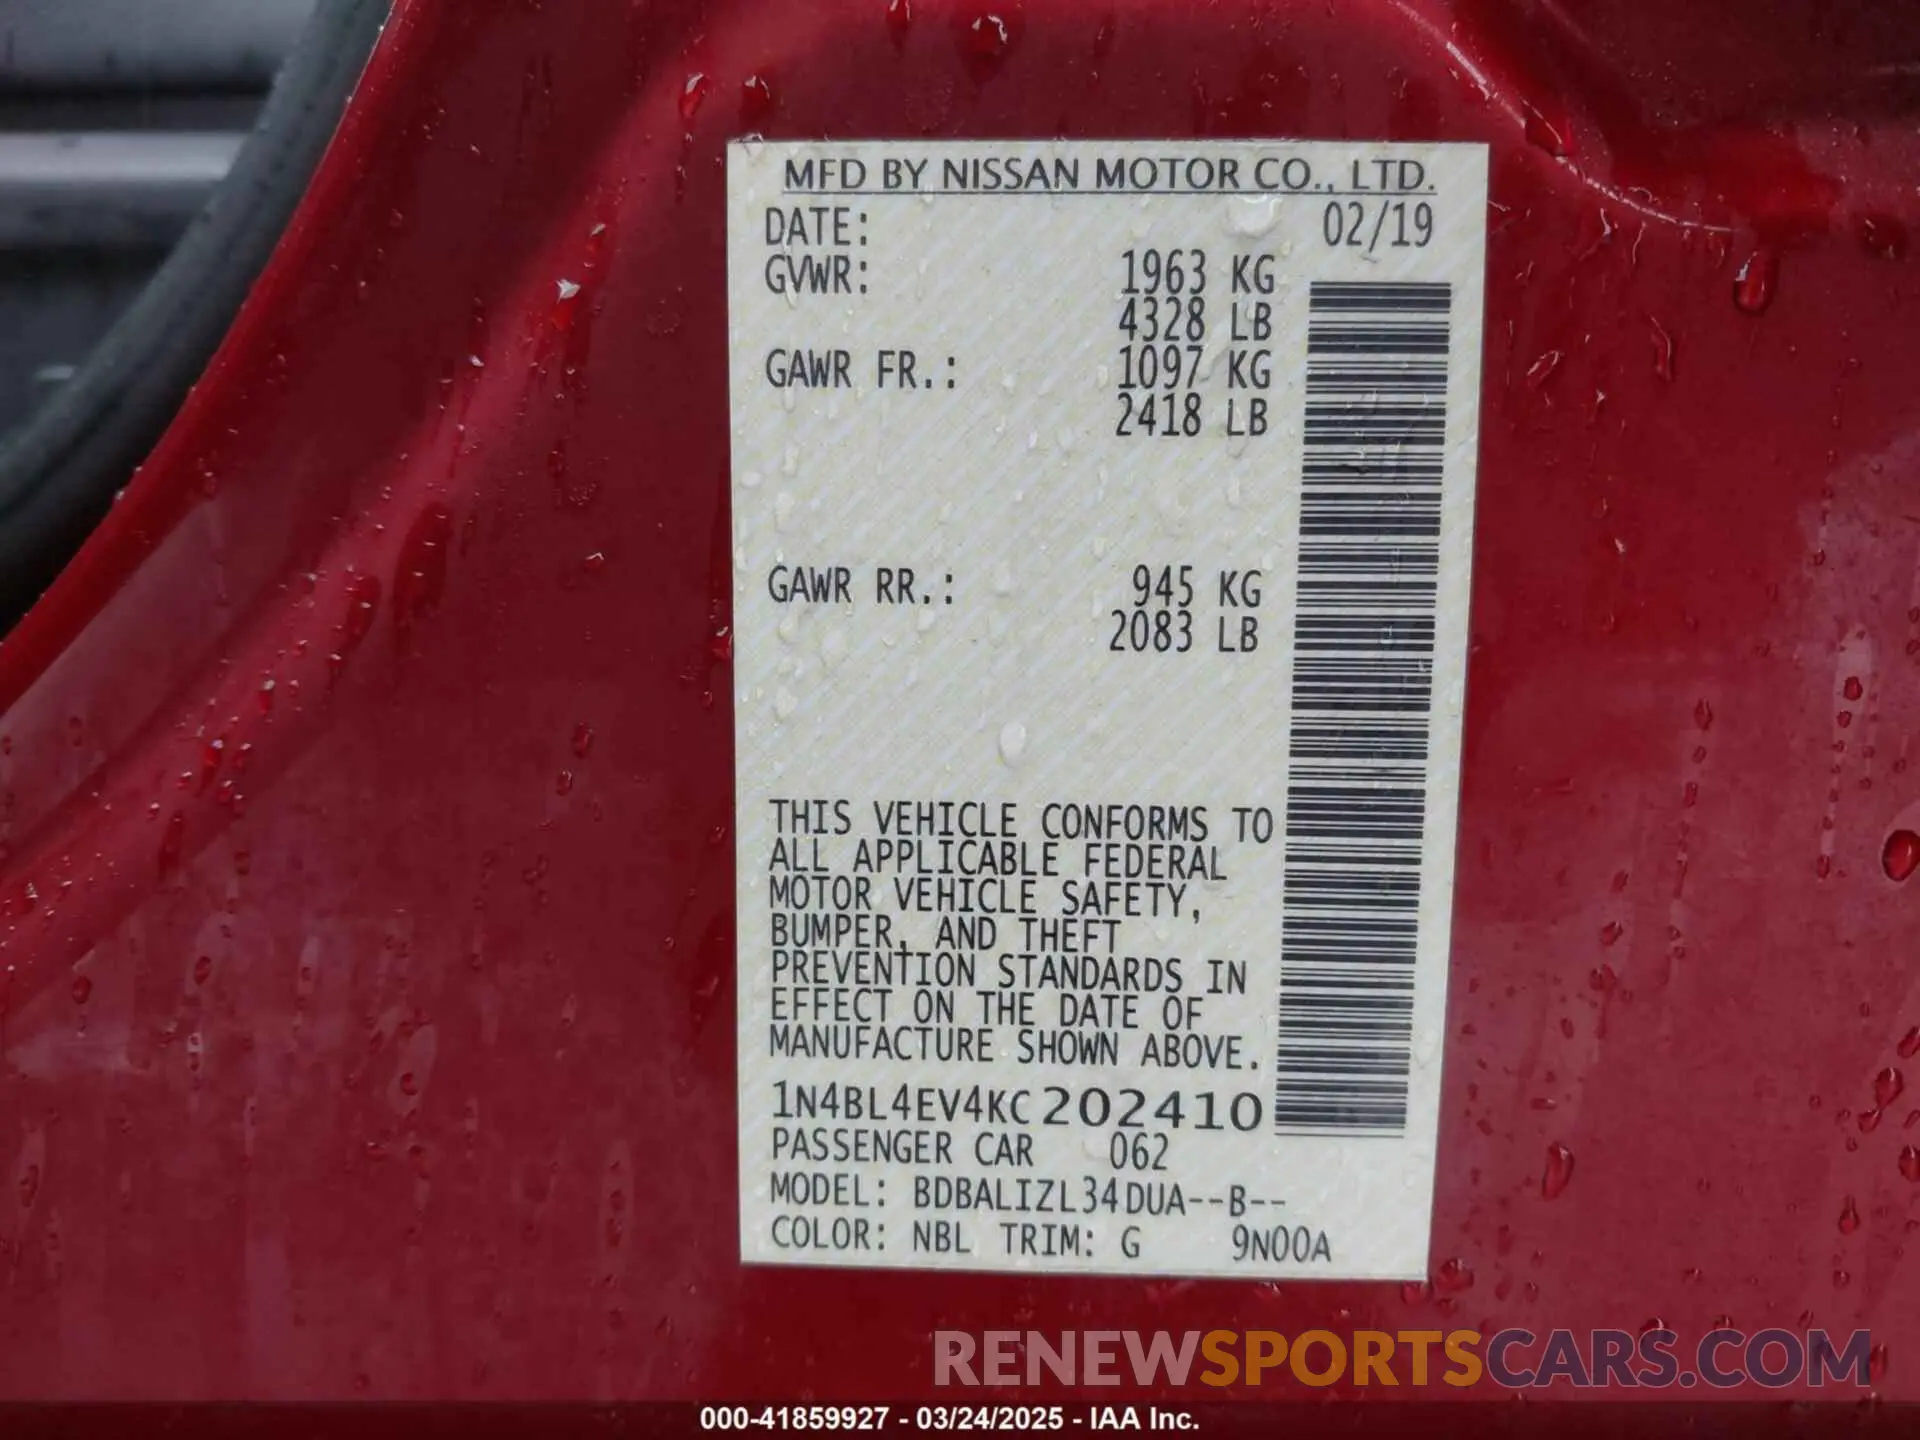 MFD BY NISSAN MOTOR CO., LTD.
DATE: 02/19
GVWR: 1963 KG
4328 LB
GAWR FR.: 1097 KG
2418 LB
GAWR RR.: 945 KG
2083 LB
THIS VEHICLE CONFORMS TO
ALL APPLICABLE FEDERAL
MOTOR VEHICLE SAFETY,
BUMPER, AND THEFT
PREVENTION STANDARDS IN
EFFECT ON THE DATE OF
MANUFACTURE SHOWN ABOVE.
1N4BL4EV4KC202410
PASSENGER CAR 062
MODEL: BDBALIZL34DUA--B--
COLOR: NBL TRIM: G 9N00A
RENEWSPORTSCARS.COM
000-41859927 - 03/24/2025 - IAA Inc.